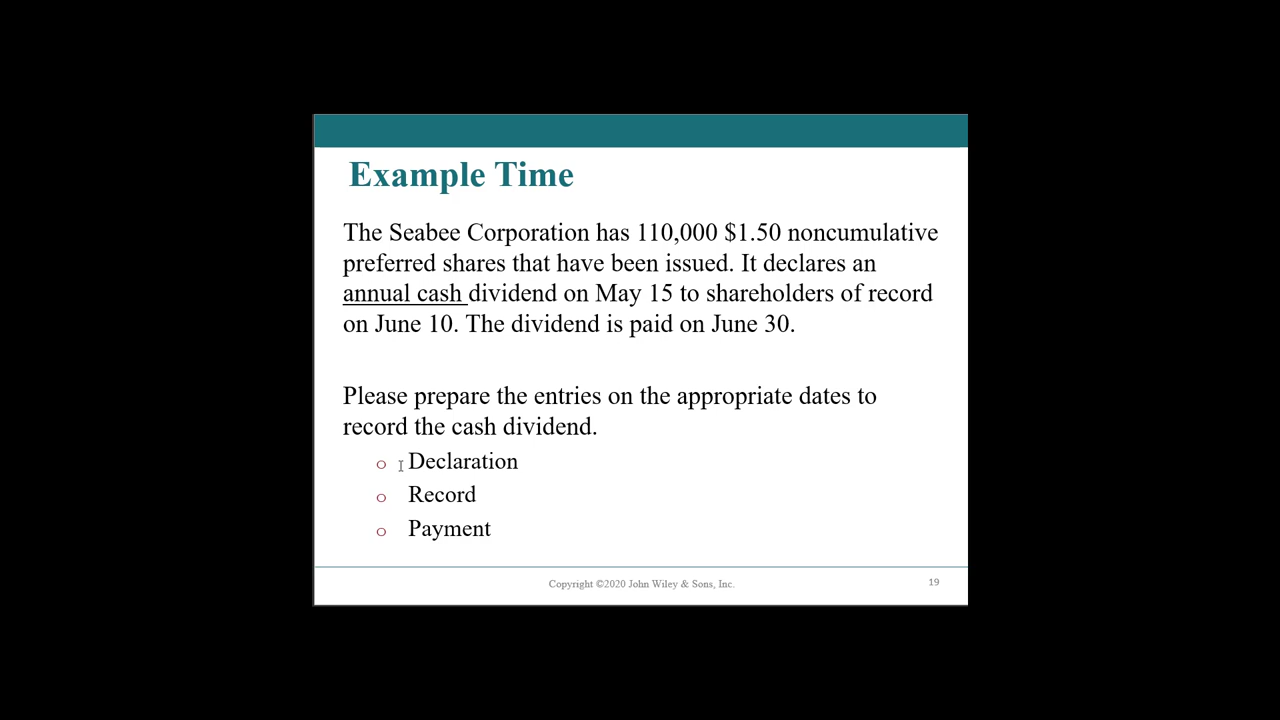 Example Time
The Seabee Corporation has 110,000 $1.50 noncumulative
preferred shares that have been issued. It declares an
annual cash dividend on May 15 to shareholders of record
on June 10. The dividend is paid on June 30.
Please prepare the entries on the appropriate dates to
record the cash dividend.
o Declaration
o Record
o Payment
Copyright ©2020 John Wiley & Sons, Inc.
19